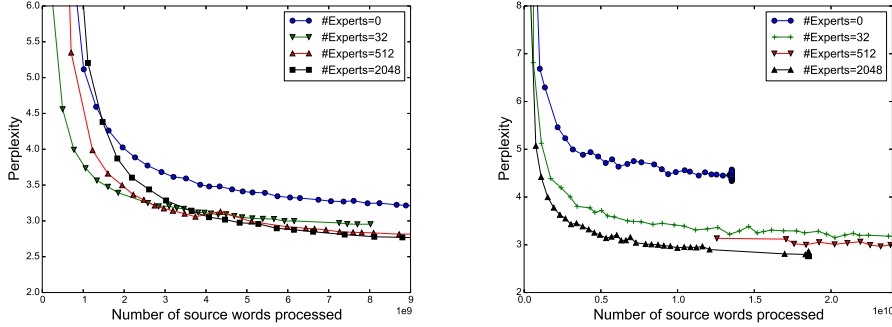 6.0
5.5
5.0
4.5
4.0
3.5
3.0
2.5
2.0
Perplexity
0 1 2 3 4 5 6 7 8 9
1e9
Number of source words processed
#Experts=0
#Experts=32
#Experts=512
#Experts=2048
8
7
6
5
4
3
2
Perplexity
0.0 0.5 1.0 1.5 2.0
1e10
Number of source words processed
#Experts=0
#Experts=32
#Experts=512
#Experts=2048